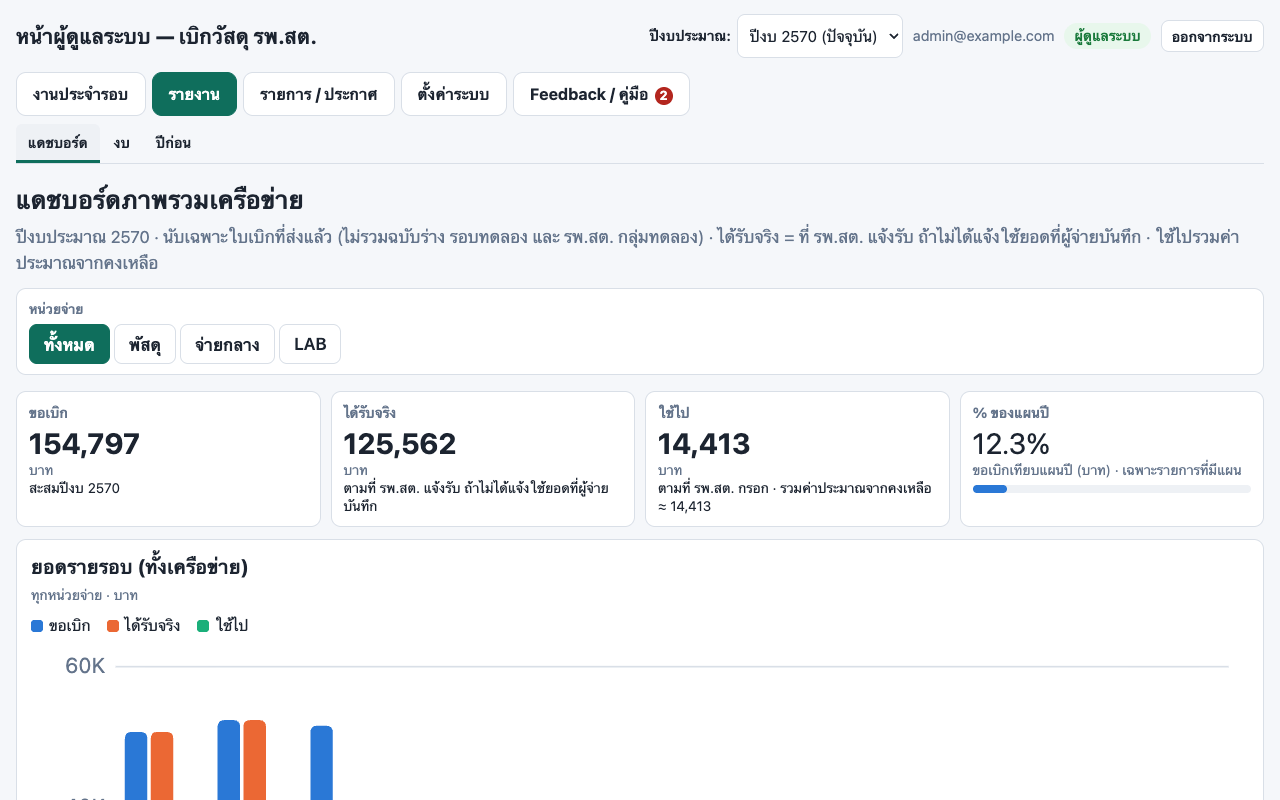 หน้าผู้ดูแลระบบ — เบิกวัสดุ รพ.สต.
ปีงบประมาณ: ปีงบ 2570 (ปัจจุบัน) admin@example.com ผู้ดูแลระบบ ออกจากระบบ
งานประจำรอบ รายงาน รายการ / ประกาศ ตั้งค่าระบบ Feedback / คู่มือ 2
แดชบอร์ด งบ ปีก่อน
แดชบอร์ดภาพรวมเครือข่าย
ปีงบประมาณ 2570 · นับเฉพาะใบเบิกที่ส่งแล้ว (ไม่รวมฉบับร่าง รอบทดลอง และ รพ.สต. กลุ่มทดลอง) · ได้รับจริง = ที่ รพ.สต. แจ้งรับ ถ้าไม่ได้แจ้งใช้ยอดที่ผู้จ่ายบันทึก · ใช้ไปรวมค่า
ประมาณจากคงเหลือ
หน่วยจ่าย
ทั้งหมด พัสดุ จ่ายกลาง LAB
ขอเบิก
154,797
บาท
สะสมปีงบ 2570
ได้รับจริง
125,562
บาท
ตามที่ รพ.สต. แจ้งรับ ถ้าไม่ได้แจ้งใช้ยอดที่ผู้จ่าย
บันทึก
ใช้ไป
14,413
บาท
ตามที่ รพ.สต. กรอก · รวมค่าประมาณจากคงเหลือ
≈ 14,413
% ของแผนปี
12.3%
ขอเบิกเทียบแผนปี (บาท) · เฉพาะรายการที่มีแผน
ยอดรายรอบ (ทั้งเครือข่าย)
ทุกหน่วยจ่าย · บาท
ขอเบิก ได้รับจริง ใช้ไป
60K